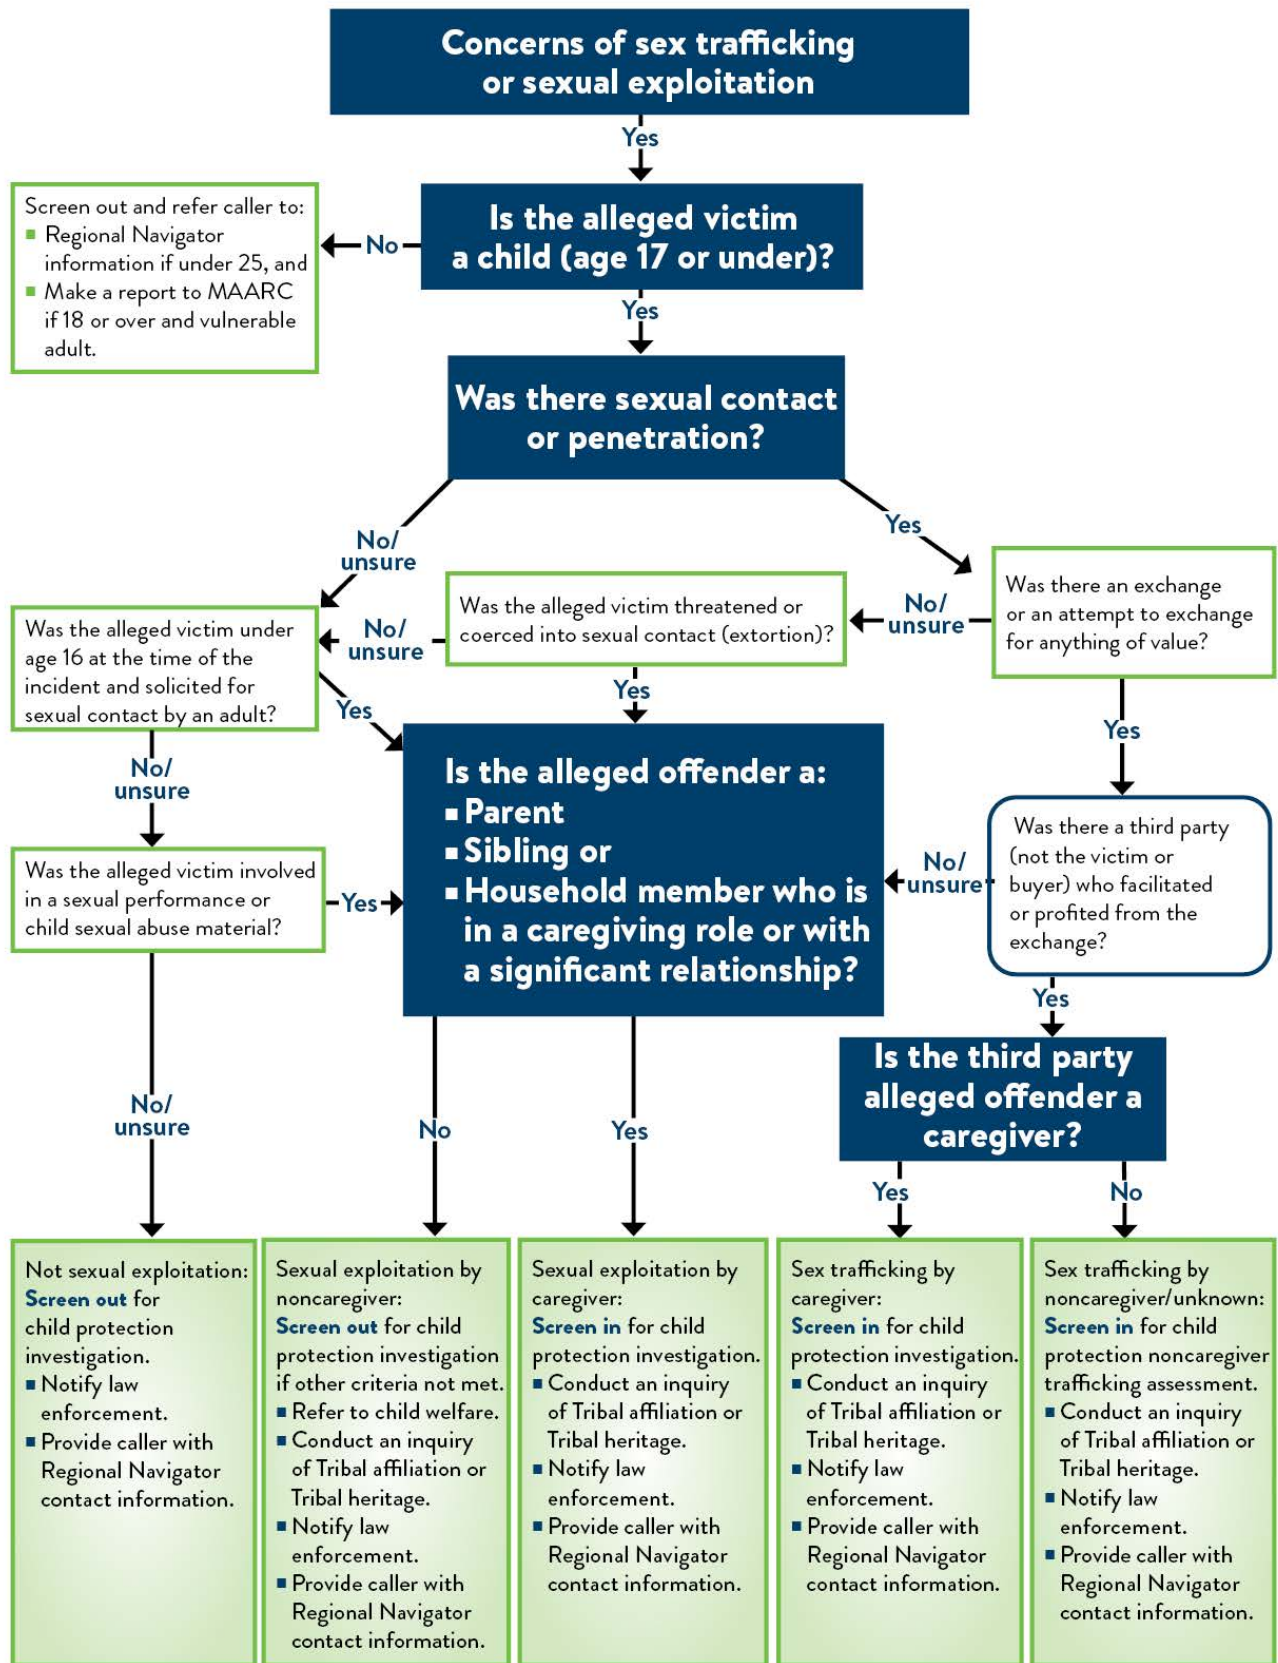 Concerns of sex trafficking
or sexual exploitation
Yes
Is the alleged victim
a child (age 17 or under)?
No
Screen out and refer caller to:
▪ Regional Navigator
information if under 25, and
▪ Make a report to MAARC
if 18 or over and vulnerable
adult.
Yes
Was there sexual contact
or penetration?
No/
unsure
Yes
Was there an exchange
or an attempt to exchange
for anything of value?
No/
unsure
Was the alleged victim threatened or
coerced into sexual contact (extortion)?
No/
unsure
Was the alleged victim under
age 16 at the time of the
incident and solicited for
sexual contact by an adult?
Yes
Yes
Yes
No/
unsure
Is the alleged offender a:
▪ Parent
▪ Sibling or
▪ Household member who is
in a caregiving role or with
a significant relationship?
Was there a third party
(not the victim or
buyer) who facilitated
or profited from the
exchange?
No/
unsure
Was the alleged victim involved
in a sexual performance or
child sexual abuse material?
Yes
Yes
Is the third party
alleged offender a
caregiver?
No/
unsure
No
Yes
Yes
No
Not sexual exploitation:
Screen out for
child protection
investigation.
▪ Notify law
enforcement.
▪ Provide caller with
Regional Navigator
contact information.
Sexual exploitation by
noncaregiver:
Screen out for child
protection investigation
if other criteria not met.
▪ Refer to child welfare.
▪ Conduct an inquiry
of Tribal affiliation or
Tribal heritage.
▪ Notify law
enforcement.
▪ Provide caller with
Regional Navigator
contact information.
Sexual exploitation by
caregiver:
Screen in for child
protection investigation.
▪ Conduct an inquiry
of Tribal affiliation or
Tribal heritage.
▪ Notify law
enforcement.
▪ Provide caller with
Regional Navigator
contact information.
Sex trafficking by
caregiver:
Screen in for child
protection investigation.
▪ Conduct an inquiry
of Tribal affiliation or
Tribal heritage.
▪ Notify law
enforcement.
▪ Provide caller with
Regional Navigator
contact information.
Sex trafficking by
noncaregiver/unknown:
Screen in for child
protection noncaregiver
trafficking assessment.
▪ Conduct an inquiry
of Tribal affiliation or
Tribal heritage.
▪ Notify law
enforcement.
▪ Provide caller with
Regional Navigator
contact information.